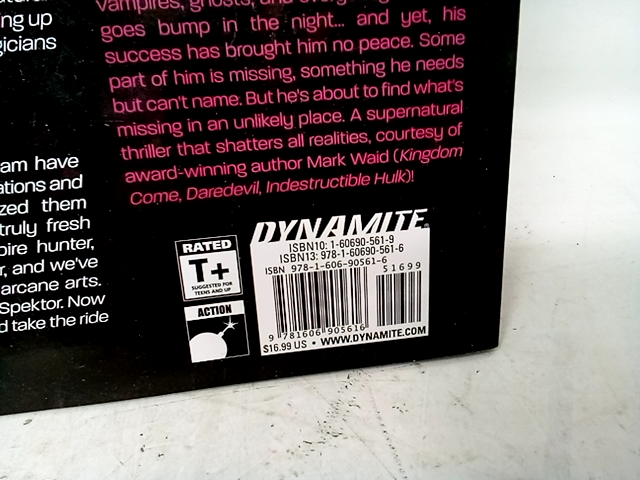 ing up
gicians
am have
ations and
zed them
truly fresh
pire hunter,
r, and we've
arcane arts.
Spektor. Now
d take the ride
vampires, ghosts, and
goes bump in the night... and yet, his
success has brought him no peace. Some
part of him is missing, something he needs
but can't name. But he's about to find what's
missing in an unlikely place. A supernatural
thriller that shatters all realities, courtesy of
award-winning author Mark Waid (Kingdom
Come, Daredevil, Indestructible Hulk)!
RATED
T+
SUGGESTED FOR
TEENS AND UP
ACTION
DYNAMITE®
ISBN10: 1-60690-561-9
ISBN13: 978-1-60690-561-6
ISBN 978-1-606-90561-6
51699
9 781606 905616
$16.99 US • WWW.DYNAMITE.COM